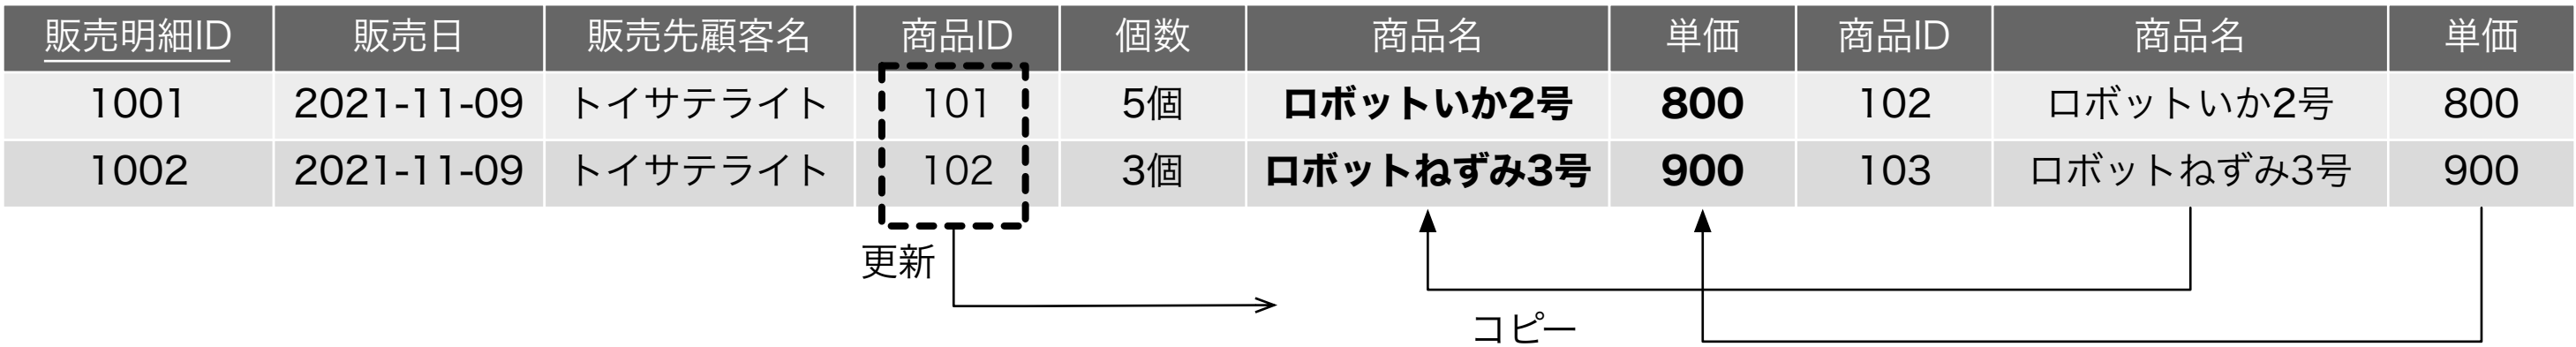 販売明細ID 販売日 販売先顧客名 商品ID 個数 商品名 単価 商品ID 商品名 単価
1001 2021-11-09 トイサテライト 101 5個 ロボットいか2号 800 102 ロボットいか2号 800
1002 2021-11-09 トイサテライト 102 3個 ロボットねずみ3号 900 103 ロボットねずみ3号 900
更新
コピー